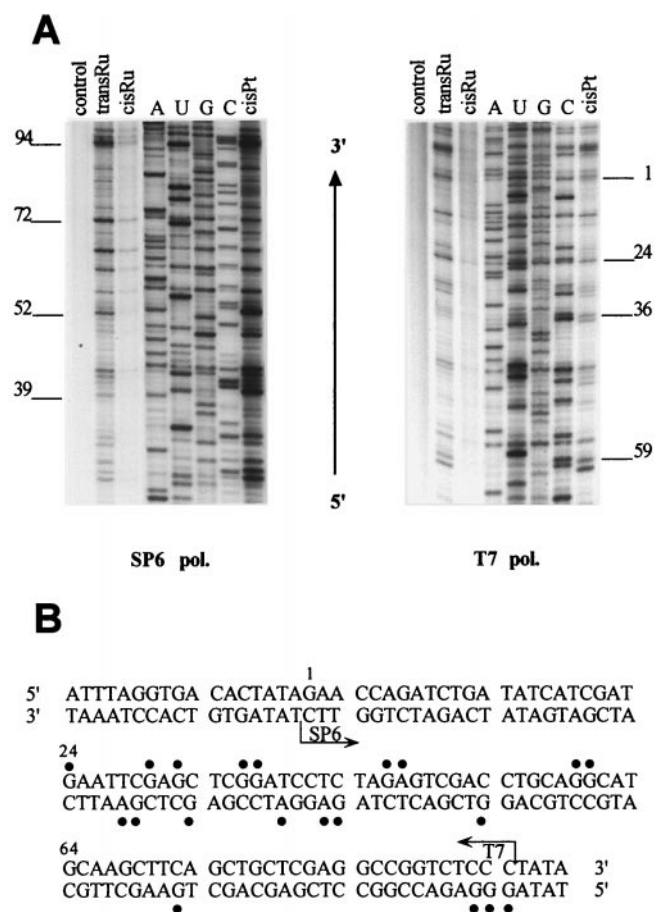 A
control transRu cisRu A U G C cisPt
control transRu cisRu A U G C cisPt
94
72
52
39
3'
5'
1
24
36
59
SP6 pol.
T7 pol.
B
1
5' ATTTAGGTGA CACTATAGAA CCAGATCTGA TATCATCGAT
3' TAAATCCACT GTGATATCTT GGTCTAGACT ATAGTAGCTA
SP6
24
GAATTCGAGC TCGGATCCTC TAGAGTCGAC CTGCAGGCAT
CTTAAGCTCG AGCCTAGGAG ATCTCAGCTG GACGTCCGTA
64
GCAAGCTTCA GCTGCTCGAG GCCGGTCTCC CTATA 3'
CGTTCGAAGT CGACGAGCTC CGGCCAGAGG GATAT 5'
T7